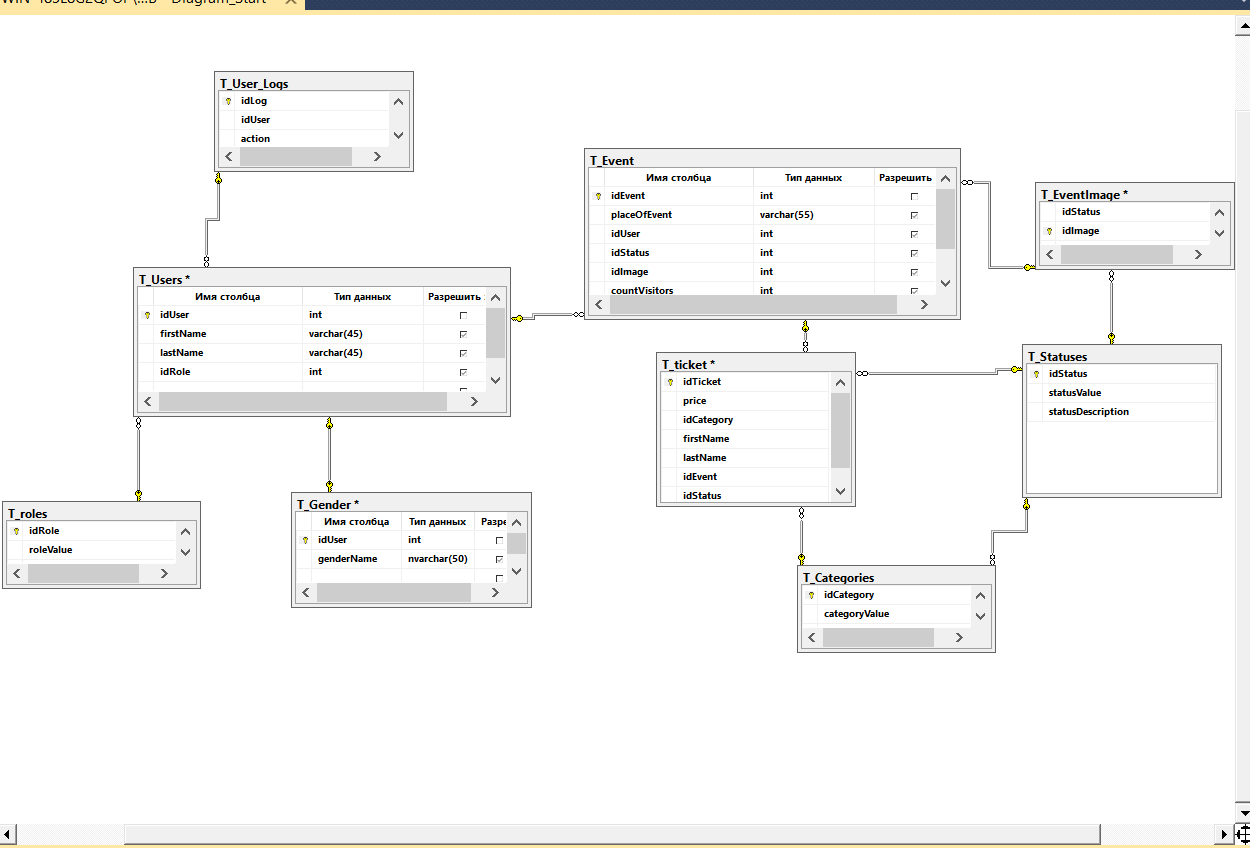 Diagram_Start*
T_User_Logs
idLog
idUser
action
T_Event
Имя столбца Тип данных Разрешить
idEvent int
placeOfEvent varchar(55)
idUser int
idStatus int
idImage int
countVisitors int
T_EventImage *
idStatus
idImage
T_Users *
Имя столбца Тип данных Разрешить
idUser int
firstName varchar(45)
lastName varchar(45)
idRole int
T_ticket *
idTicket
price
idCategory
firstName
lastName
idEvent
idStatus
T_Statuses
idStatus
statusValue
statusDescription
T_roles
idRole
roleValue
T_Gender *
Имя столбца Тип данных Разре
idUser int
genderName nvarchar(50)
T_Categories
idCategory
categoryValue